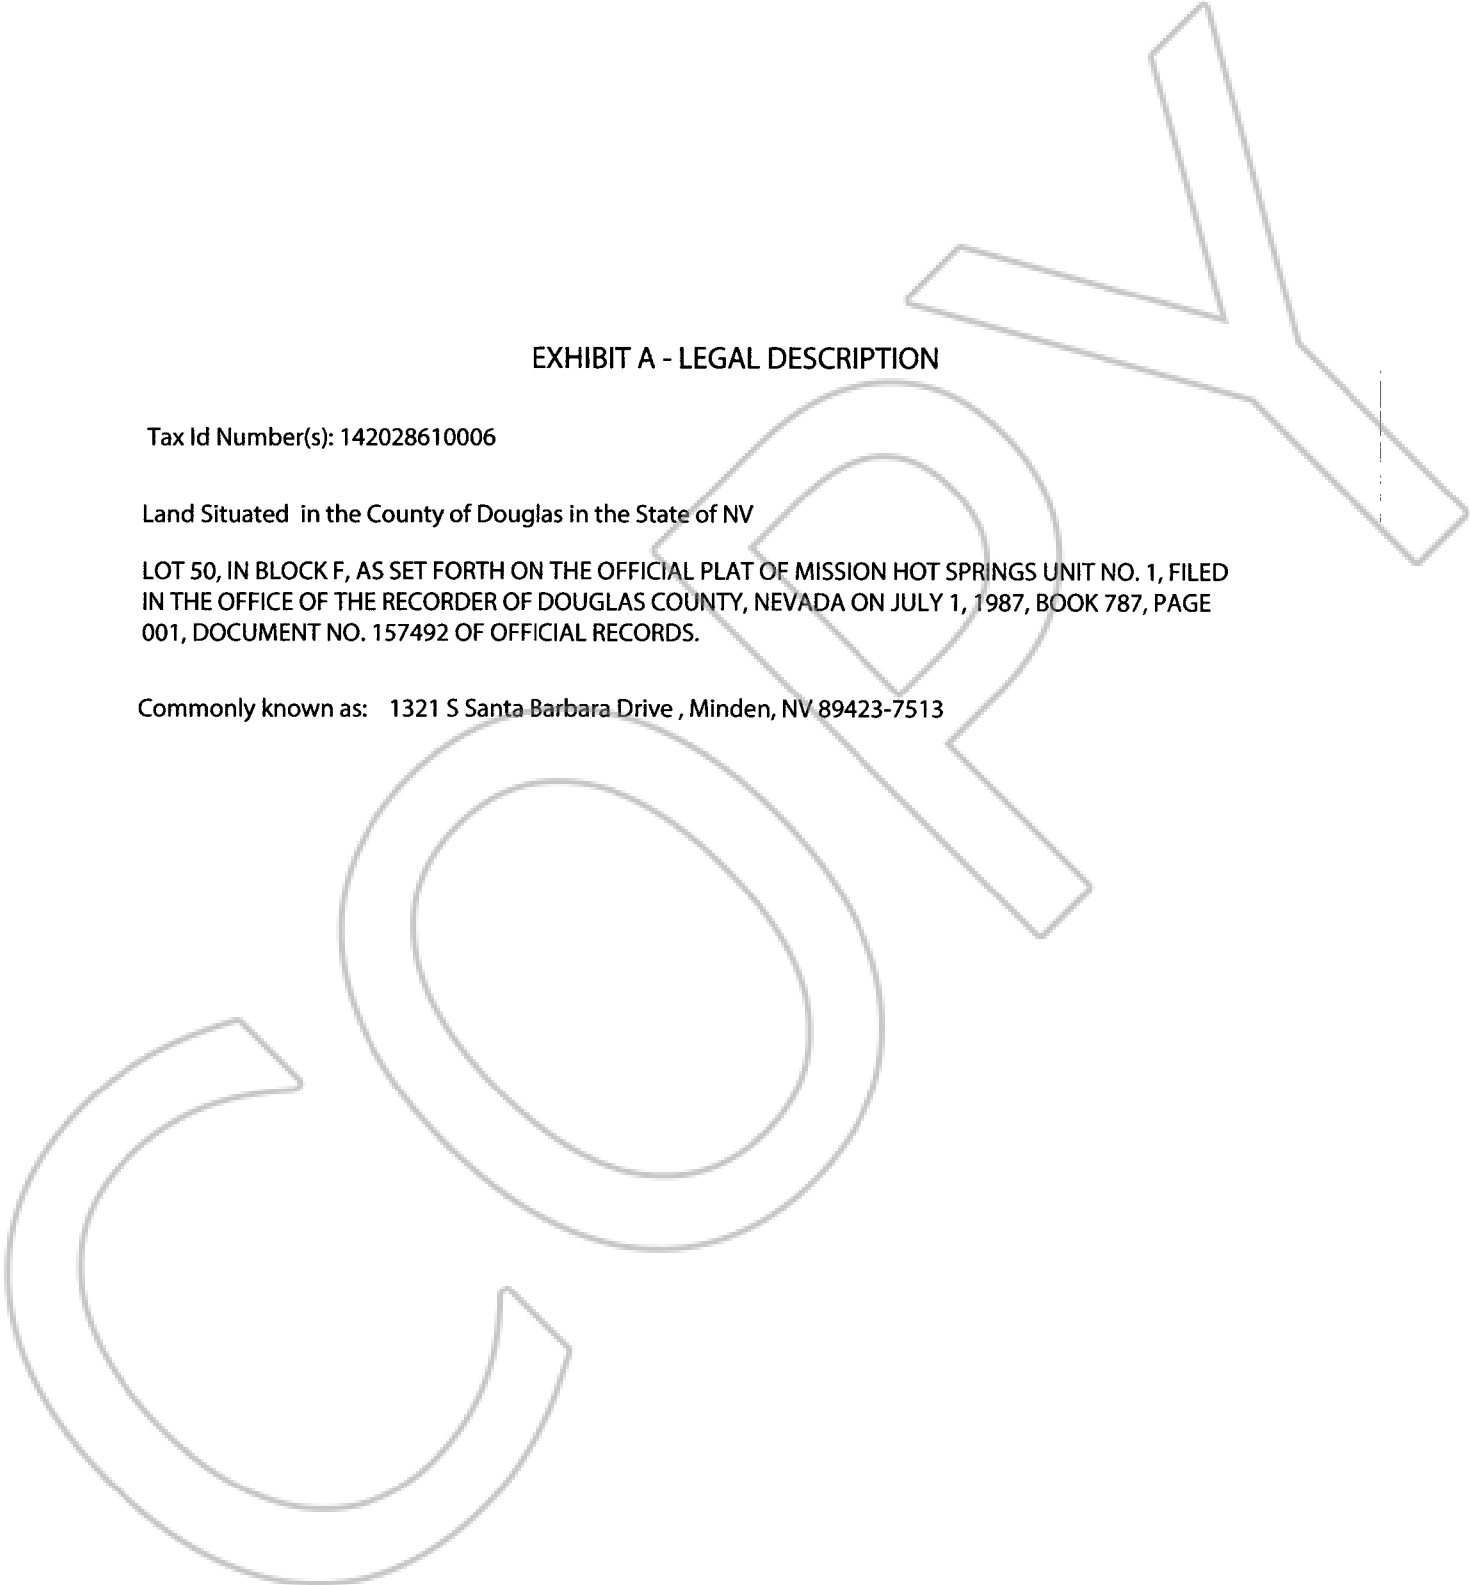 EXHIBIT A - LEGAL DESCRIPTION
Tax Id Number(s): 142028610006
Land Situated in the County of Douglas in the State of NV
LOT 50, IN BLOCK F, AS SET FORTH ON THE OFFICIAL PLAT OF MISSION HOT SPRINGS UNIT NO. 1, FILED
IN THE OFFICE OF THE RECORDER OF DOUGLAS COUNTY, NEVADA ON JULY 1, 1987, BOOK 787, PAGE
001, DOCUMENT NO. 157492 OF OFFICIAL RECORDS.
Commonly known as: 1321 S Santa Barbara Drive , Minden, NV 89423-7513
COPY